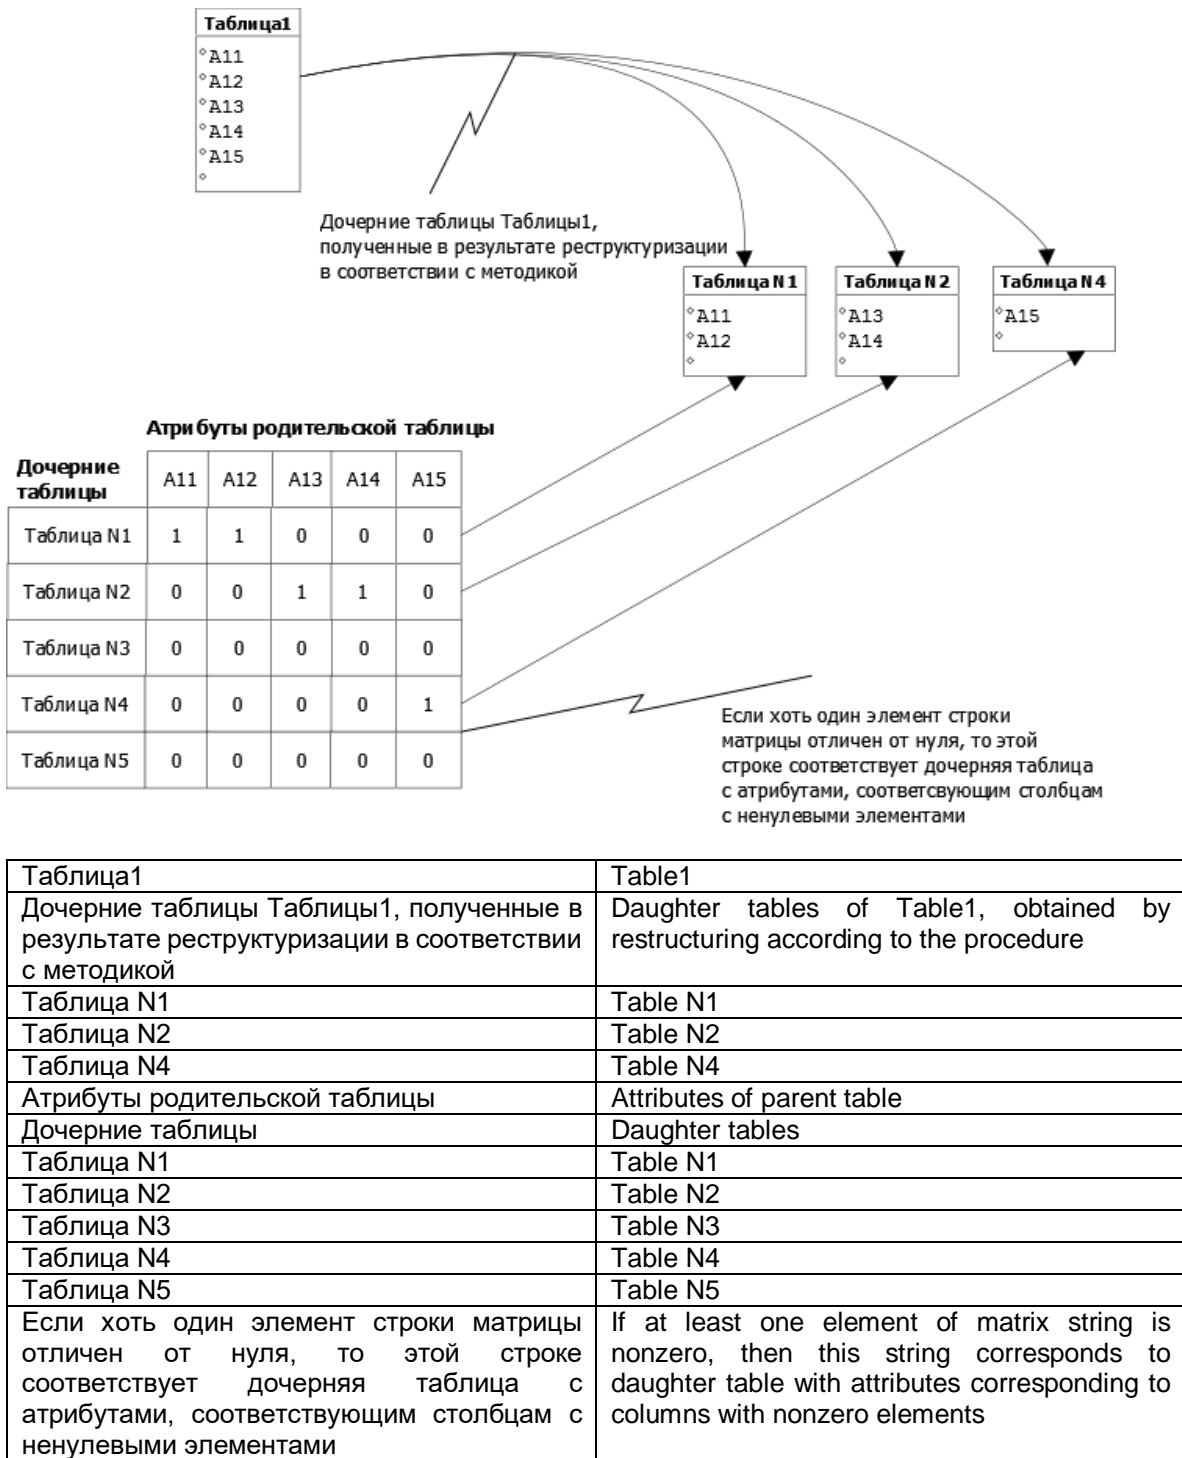 Таблица1
A11
A12
A13
A14
A15
Дочерние таблицы Таблицы1,
полученные в результате реструктуризации
в соответствии с методикой
Таблица N1
A11
A12
Таблица N2
A13
A14
Таблица N4
A15
Атрибуты родительской таблицы
Дочерние
таблицы
A11 A12 A13 A14 A15
Таблица N1 1 1 0 0 0
Таблица N2 0 0 1 1 0
Таблица N3 0 0 0 0 0
Таблица N4 0 0 0 0 1
Таблица N5 0 0 0 0 0
Если хоть один элемент строки
матрицы отличен от нуля, то этой
строке соответствует дочерняя таблица
с атрибутами, соответсвующим столбцам
с ненулевыми элементами
Таблица1 Table1
Дочерние таблицы Таблицы1, полученные в
результате реструктуризации в соответствии
с методикой
Daughter tables of Table1, obtained by
restructuring according to the procedure
Таблица N1 Table N1
Таблица N2 Table N2
Таблица N4 Table N4
Атрибуты родительской таблицы Attributes of parent table
Дочерние таблицы Daughter tables
Таблица N1 Table N1
Таблица N2 Table N2
Таблица N3 Table N3
Таблица N4 Table N4
Таблица N5 Table N5
Если хоть один элемент строки матрицы
отличен от нуля, то этой строке
соответствует дочерняя таблица с
атрибутами, соответствующим столбцам с
ненулевыми элементами
If at least one element of matrix string is
nonzero, then this string corresponds to
daughter table with attributes corresponding to
columns with nonzero elements